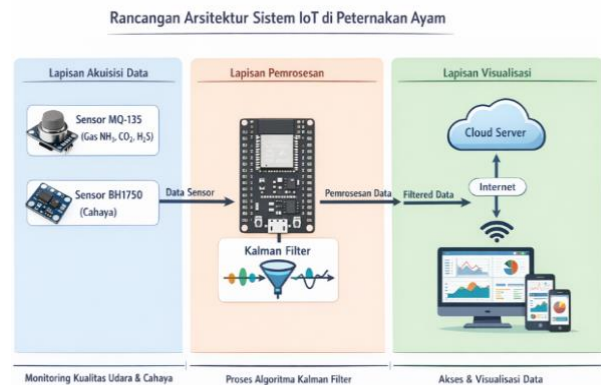 Rancangan Arsitektur Sistem IoT di Peternakan Ayam
Lapisan Akuisisi Data
Sensor MQ-135
(Gas NH₃, CO₂, H₂S)
Sensor BH1750
(Cahaya)
Data Sensor
Lapisan Pemrosesan
Pemrosesan Data
Kalman Filter
Lapisan Visualisasi
Cloud Server
Internet
Filtered Data
Monitoring Kualitas Udara & Cahaya
Proses Algoritma Kalman Filter
Akses & Visualisasi Data